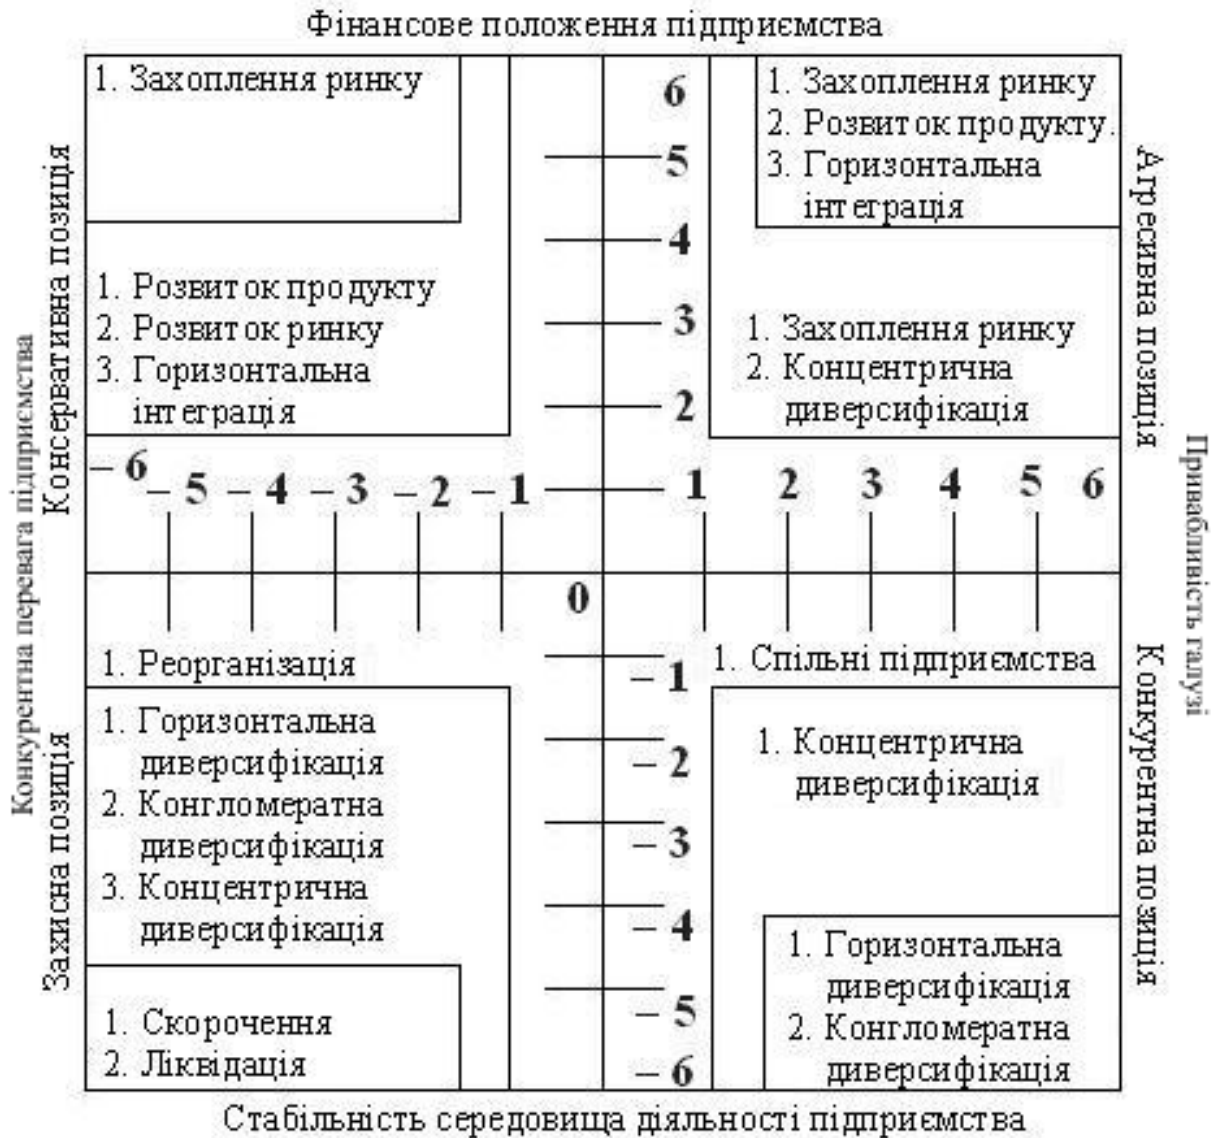 Фінансове положення підприємства
1. Захоплення ринку
1. Розвиток продукту
2. Розвиток ринку
3. Горизонтальна
інтеграція
6
5
4
3
2
1. Захоплення ринку
2. Розвиток продукту.
3. Горизонтальна
інтеграція
1. Захоплення ринку
2. Концентрична
диверсифікація
Консервативна позиція
Агресивна позиція
Конкурентна перевага підприємства
Привабливість галузі
– 6 – 5 – 4 – 3 – 2 – 1 1 2 3 4 5 6
0
1. Реорганізація
1. Горизонтальна
диверсифікація
2. Конгломератна
диверсифікація
3. Концентрична
диверсифікація
1. Скорочення
2. Ліквідація
– 1
– 2
– 3
– 4
– 5
– 6
1. Спільні підприємства
1. Концентрична
диверсифікація
1. Горизонтальна
диверсифікація
2. Конгломератна
диверсифікація
Захисна позиція
Конкурентна позиція
Стабільність середовища діяльності підприємства